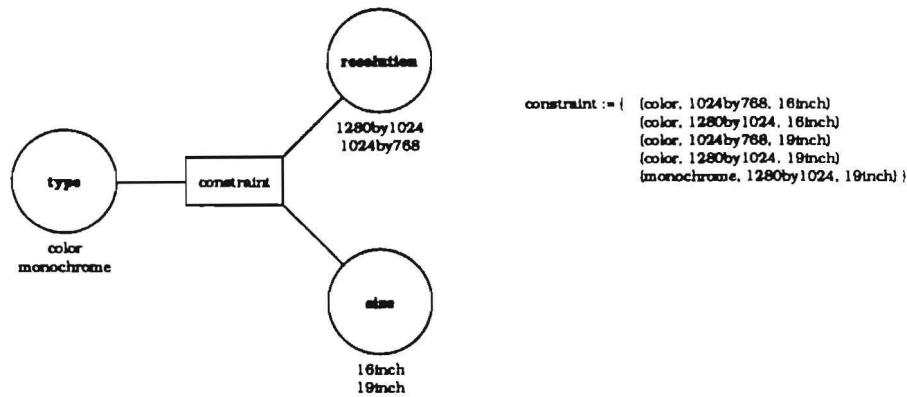 resolution
1280by1024
1024by768
type
color
monochrome
constraint
size
16inch
19inch
constraint := { (color, 1024by768, 16inch)
(color, 1280by1024, 16inch)
(color, 1024by768, 19inch)
(color, 1280by1024, 19inch)
(monochrome, 1280by1024, 19inch) }